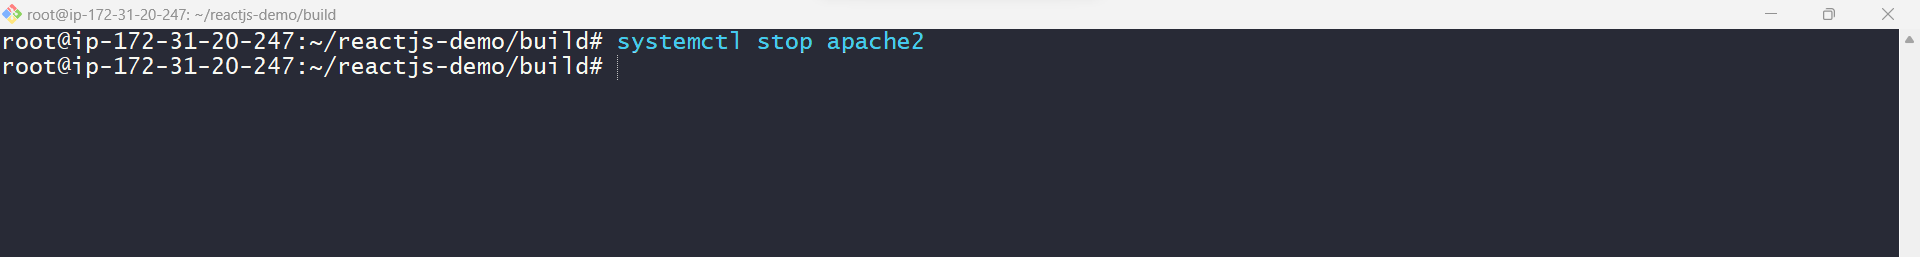 root@ip-172-31-20-247: ~/reactjs-demo/build
root@ip-172-31-20-247:~/reactjs-demo/build# systemctl stop apache2
root@ip-172-31-20-247:~/reactjs-demo/build#